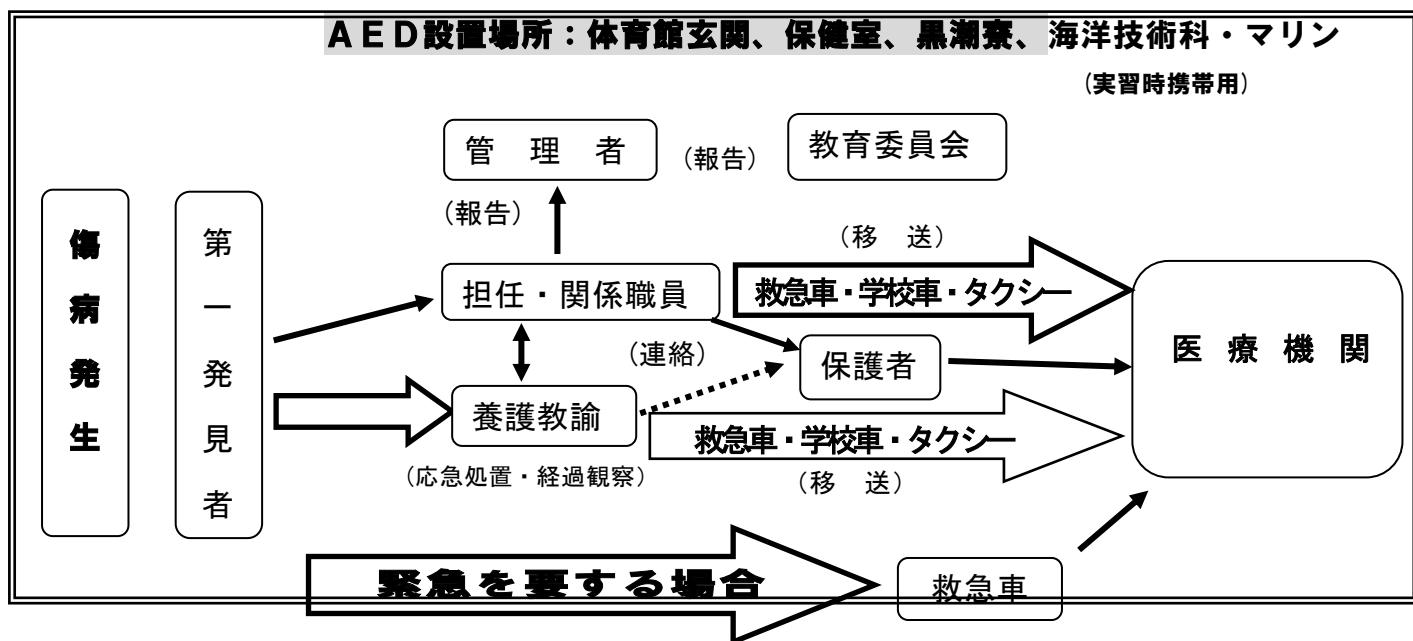 ＡＥＤ設置場所：体育館玄関、保健室、黒潮寮、海洋技術科・マリン
（実習時携帯用）
管　理　者
（報告）
教育委員会
（報告）
傷病発生
第一発見者
（移　送）
担任・関係職員
救急車・学校車・タクシー
医　療　機　関
（連絡）
保護者
養護教諭
救急車・学校車・タクシー
（応急処置・経過観察）
（移　送）
緊急を要する場合
救急車